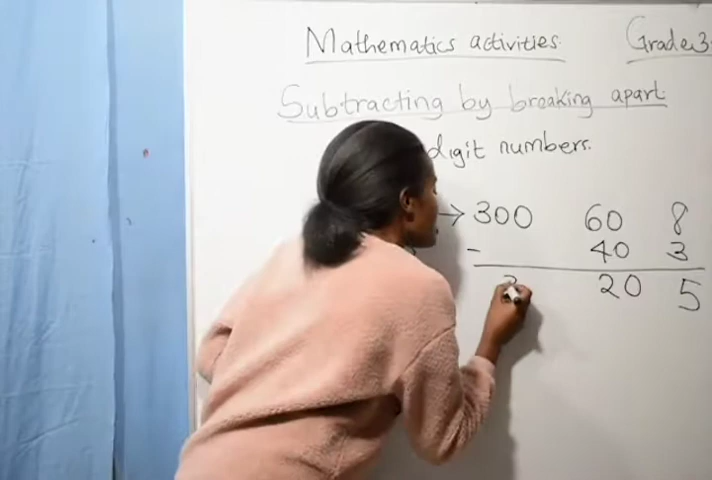 Mathematics activities. Grade 3.
Subtracting by breaking apart.
digit numbers.
→ 300 60 8
- 40 3
20 5